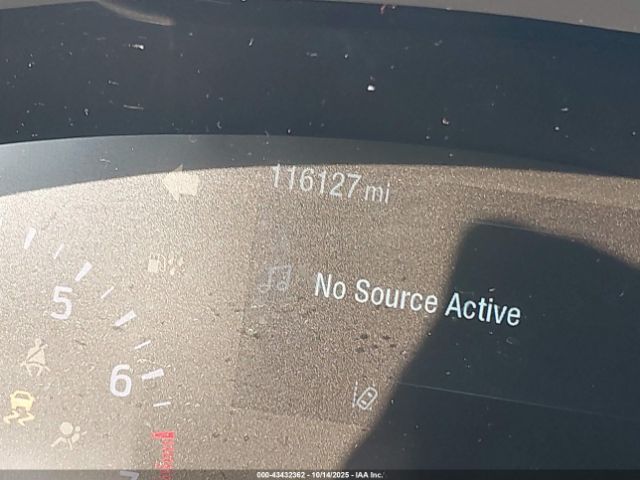 116127 mi
5
No Source Active
6
000-43432362 - 10/14/2025 - IAA Inc.